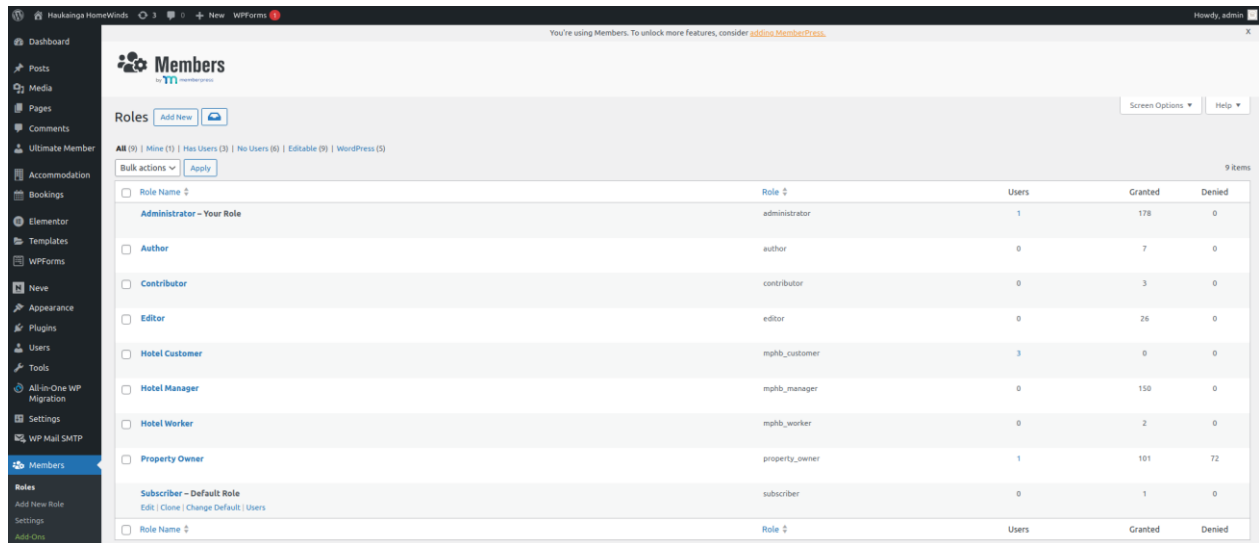 Haukainga HomeWinds 3 0 + New WPForms 1 Howdy, admin
You're using Members. To unlock more features, consider adding MemberPress. X
Dashboard
Posts
Media
Pages
Comments
Ultimate Member
Accommodation
Bookings
Elementor
Templates
WPForms
Neve
Appearance
Plugins
Users
Tools
All-in-One WP
Migration
Settings
WP Mail SMTP
Members
Roles
Add New Role
Settings
Add-Ons
Members
by m memberpress
Screen Options ▼ Help ▼
Roles Add New
All (9) | Mine (1) | Has Users (3) | No Users (6) | Editable (9) | WordPress (5)
Bulk actions Apply 9 items
Role Name Role Users Granted Denied
Administrator – Your Role administrator 1 178 0
Author author 0 7 0
Contributor contributor 0 3 0
Editor editor 0 26 0
Hotel Customer mphb_customer 3 0 0
Hotel Manager mphb_manager 0 150 0
Hotel Worker mphb_worker 0 2 0
Property Owner property_owner 1 101 72
Subscriber – Default Role subscriber 0 1 0
Edit | Clone | Change Default | Users
Role Name Role Users Granted Denied